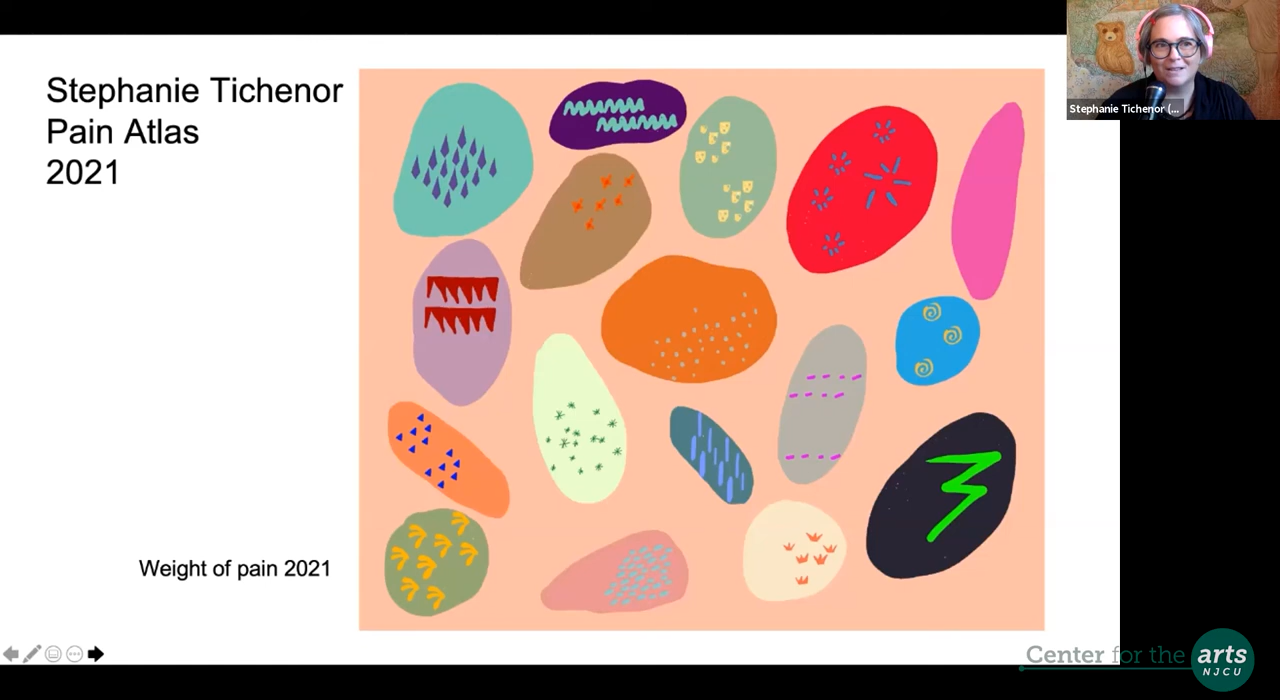 Stephanie Tichenor
Pain Atlas
2021
Weight of pain 2021
Stephanie Tichenor (...
Center for the arts
NJCU